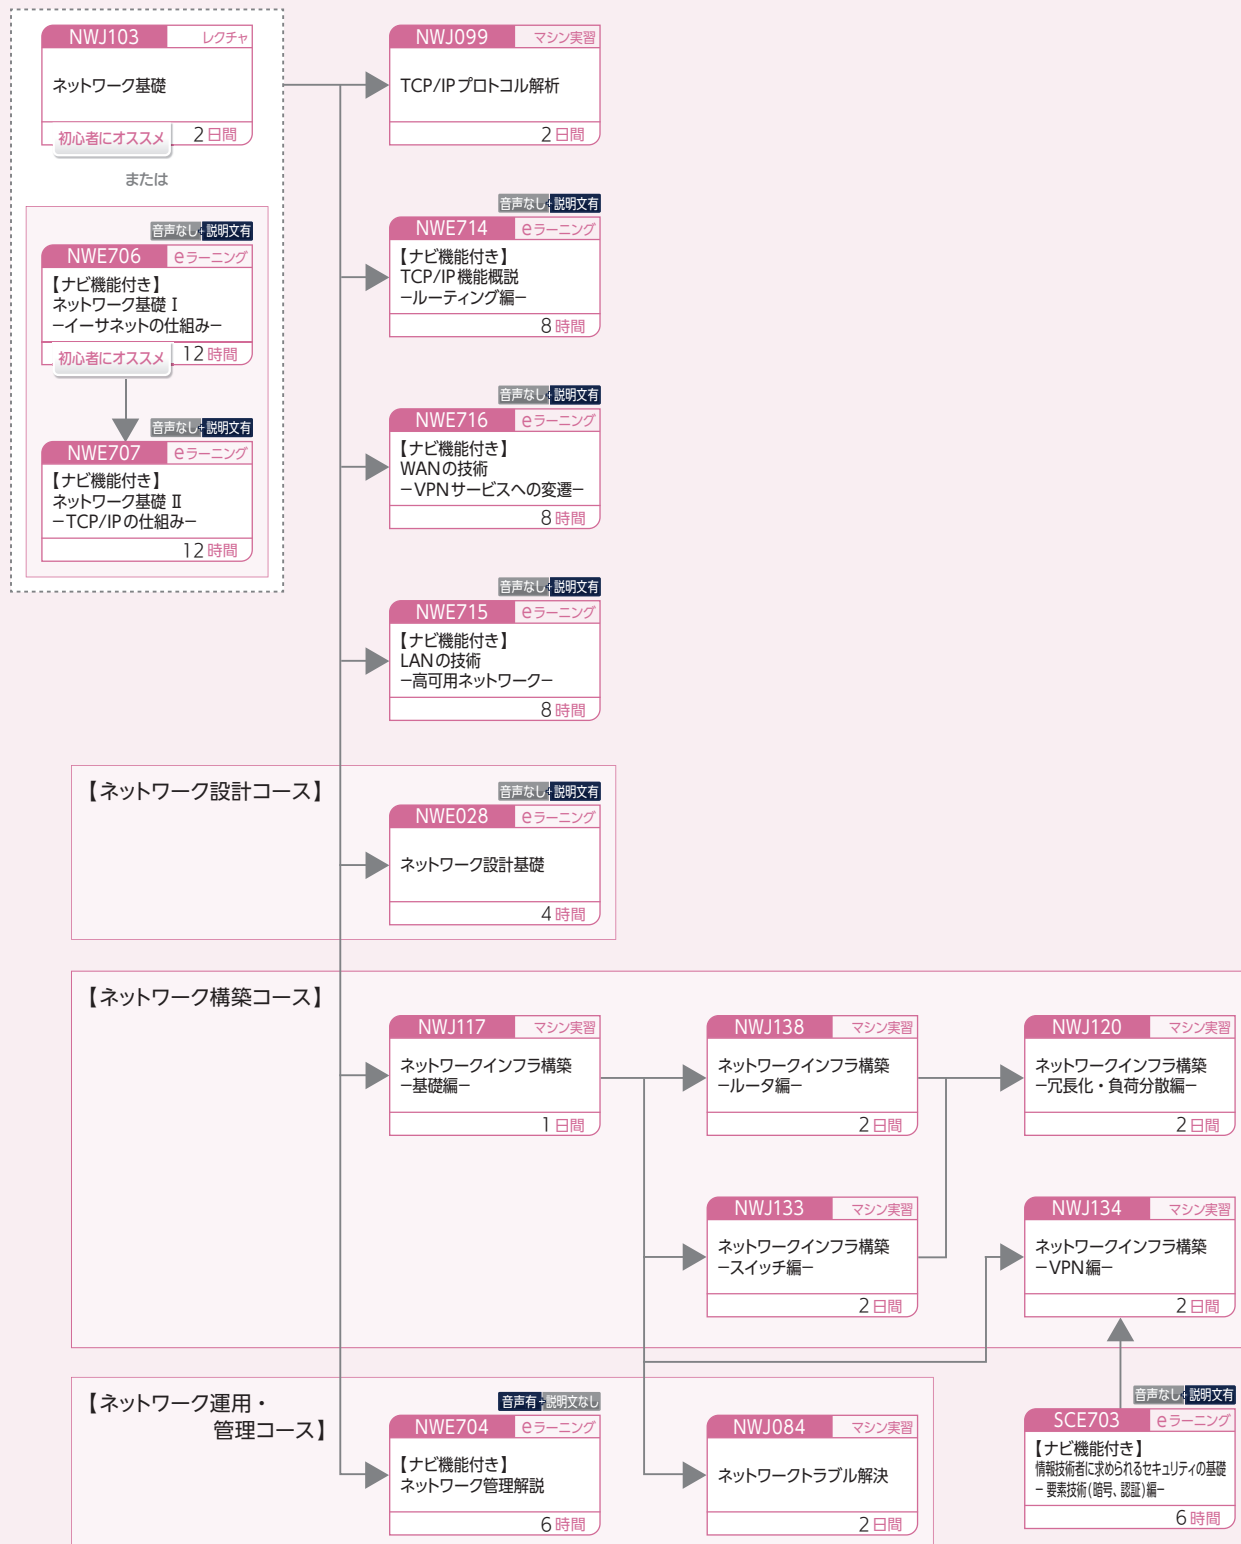 NWJ103 レクチャ
ネットワーク基礎
初心者にオススメ 2日間
または
音声なし+説明文有
NWE706 eラーニング
【ナビ機能付き】
ネットワーク基礎 Ⅰ
−イーサネットの仕組み−
初心者にオススメ 12時間
音声なし+説明文有
NWE707 eラーニング
【ナビ機能付き】
ネットワーク基礎 Ⅱ
−TCP/IPの仕組み−
12時間
NWJ099 マシン実習
TCP/IPプロトコル解析
2日間
音声なし+説明文有
NWE714 eラーニング
【ナビ機能付き】
TCP/IP機能概説
−ルーティング編−
8時間
音声なし+説明文有
NWE716 eラーニング
【ナビ機能付き】
WANの技術
−VPNサービスへの変遷−
8時間
音声なし+説明文有
NWE715 eラーニング
【ナビ機能付き】
LANの技術
−高可用ネットワーク−
8時間
【ネットワーク設計コース】
音声なし+説明文有
NWE028 eラーニング
ネットワーク設計基礎
4時間
【ネットワーク構築コース】
NWJ117 マシン実習
ネットワークインフラ構築
−基礎編−
1日間
NWJ138 マシン実習
ネットワークインフラ構築
−ルータ編−
2日間
NWJ120 マシン実習
ネットワークインフラ構築
−冗長化・負荷分散編−
2日間
NWJ133 マシン実習
ネットワークインフラ構築
−スイッチ編−
2日間
NWJ134 マシン実習
ネットワークインフラ構築
−VPN編−
2日間
【ネットワーク運用・
管理コース】
音声有+説明文なし
NWE704 eラーニング
【ナビ機能付き】
ネットワーク管理解説
6時間
NWJ084 マシン実習
ネットワークトラブル解決
2日間
音声なし+説明文有
SCE703 eラーニング
【ナビ機能付き】
情報技術者に求められるセキュリティの基礎
−要素技術(暗号、認証)編−
6時間